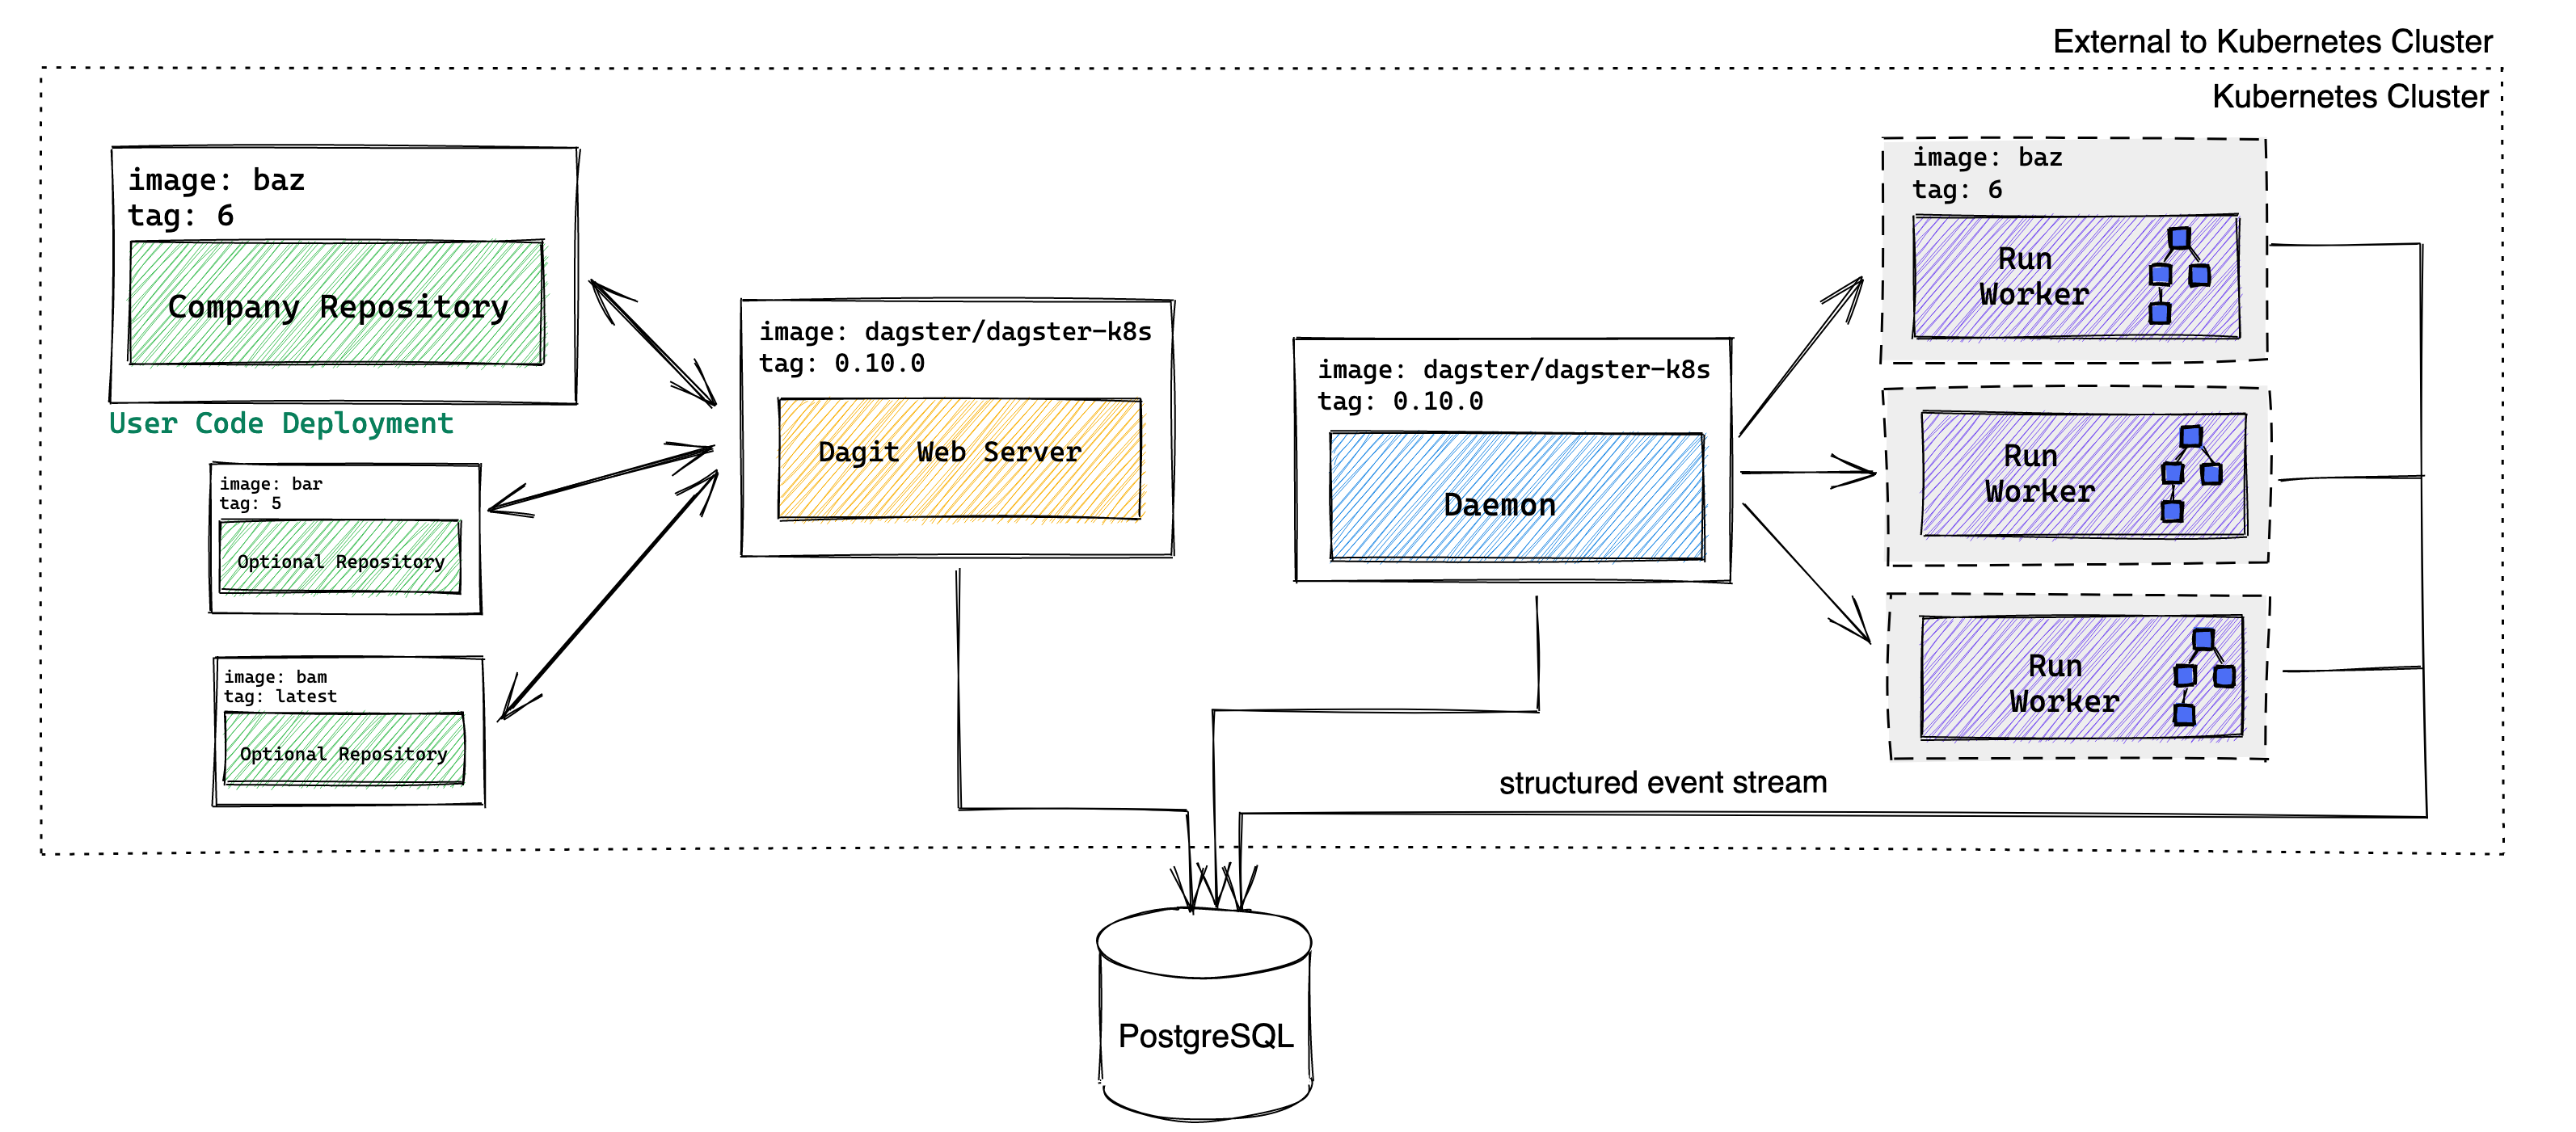 External to Kubernetes Cluster
Kubernetes Cluster
image: baz
tag: 6
Company Repository
User Code Deployment
image: bar
tag: 5
Optional Repository
image: bam
tag: latest
Optional Repository
image: dagster/dagster-k8s
tag: 0.10.0
Dagit Web Server
image: dagster/dagster-k8s
tag: 0.10.0
Daemon
image: baz
tag: 6
Run
Worker
Run
Worker
Run
Worker
structured event stream
PostgreSQL